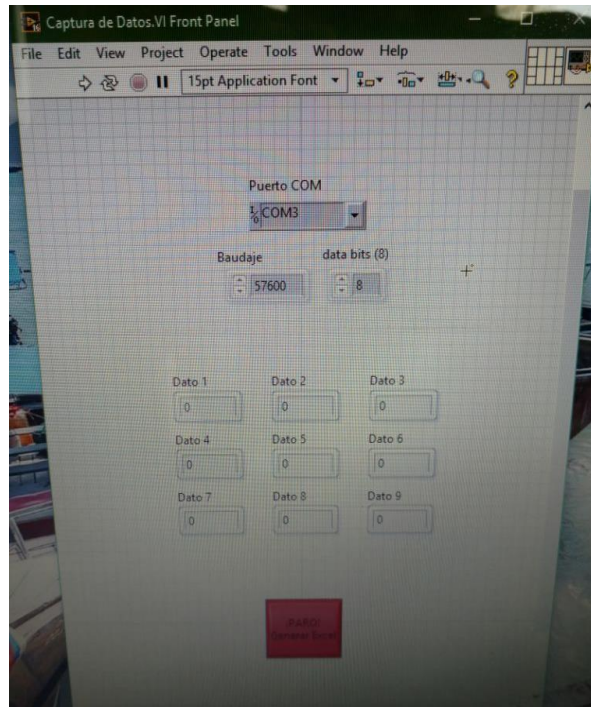 Captura de Datos.VI Front Panel
File Edit View Project Operate Tools Window Help
15pt Application Font
Puerto COM
COM3
Baudaje data bits (8)
57600 8
Dato 1 Dato 2 Dato 3
0 0 0
Dato 4 Dato 5 Dato 6
0 0 0
Dato 7 Dato 8 Dato 9
0 0 0
¡PARO!
Generar Excel